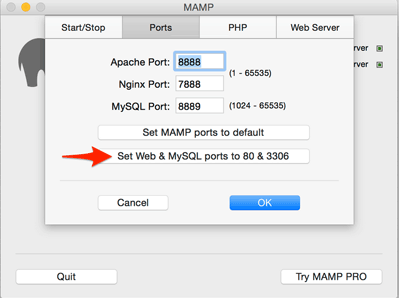 MAMP
Start/Stop Ports PHP Web Server
Apache Port: 8888
(1 - 65535)
Nginx Port: 7888
MySQL Port: 8889 (1024 - 65535)
Set MAMP ports to default
Set Web & MySQL ports to 80 & 3306
Cancel OK
Quit Try MAMP PRO